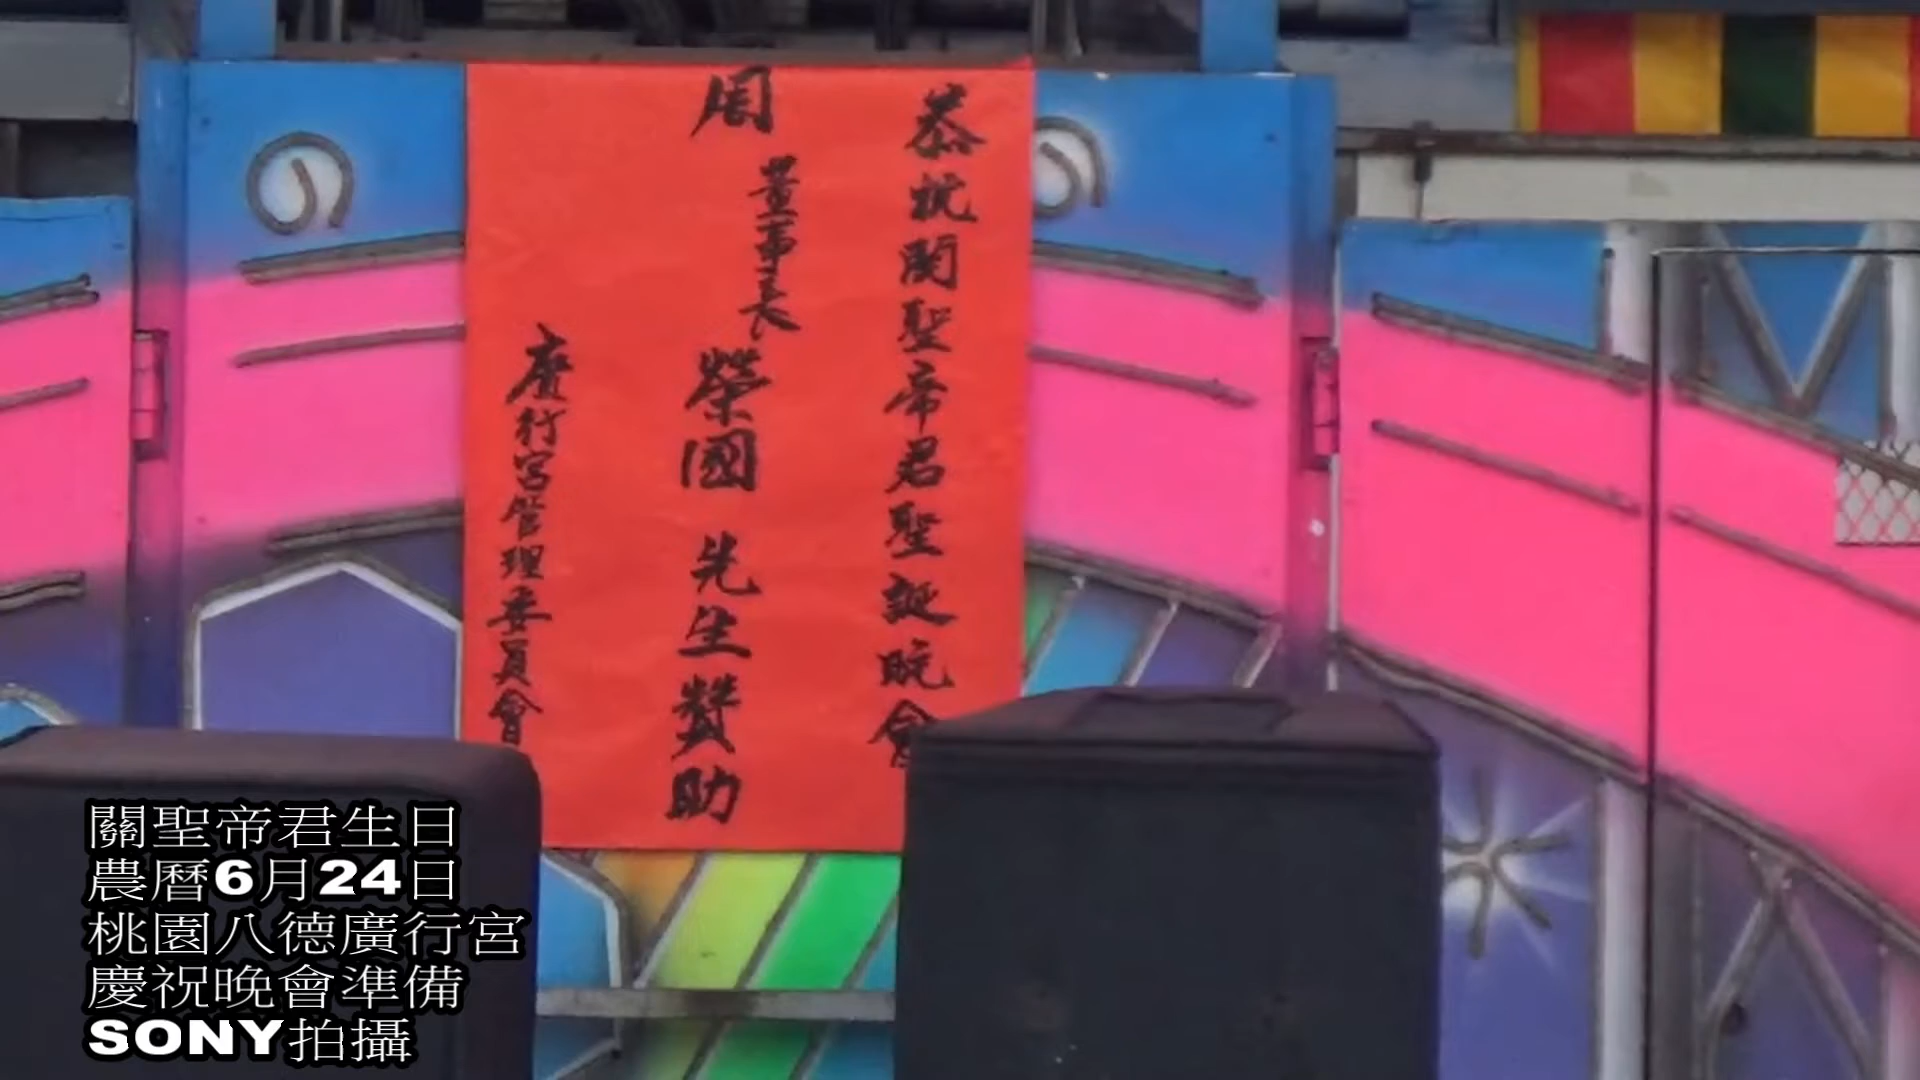 恭祝関聖帝君聖誕晚會
周董事長榮國先生贊助
廣行宮管理委員會
關聖帝君生日
農曆6月24日
桃園八德廣行宮
慶祝晚會準備
SONY拍攝